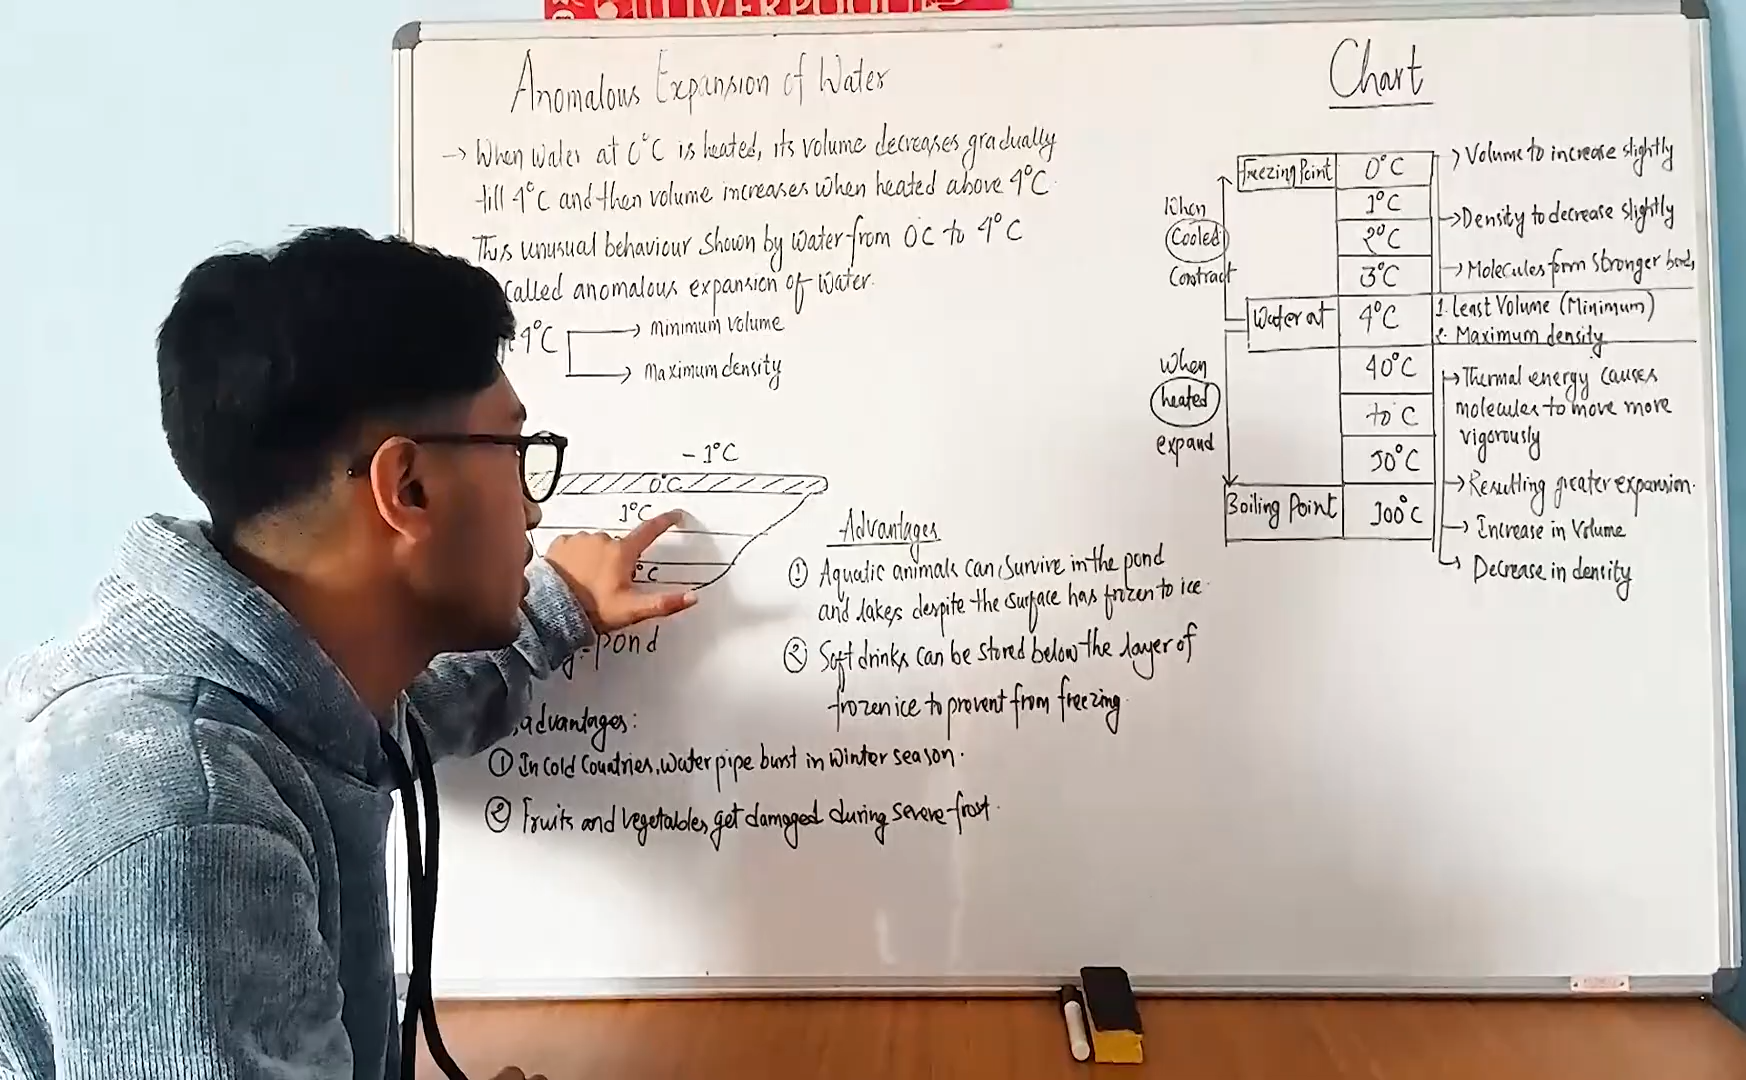 LIVERPOOL
Anomalous Expansion of Water
→ When water at 0°C is heated, its volume decreases gradually
till 4°C and then volume increases when heated above 4°C.
This unusual behaviour shown by water from 0°C to 4°C
called anomalous expansion of water.
4°C → minimum volume
→ maximum density
-1°C
0°C
1°C
°C
pond
advantages:
① In cold countries, water pipe burst in winter season.
② Fruits and vegetables get damaged during severe frost.
Advantages
① Aquatic animals can survive in the pond
and lakes despite the surface has frozen to ice.
② Soft drinks can be stored below the layer of
frozen ice to prevent from freezing.
Chart
Freezing Point 0°C
1°C
2°C
3°C
Water at 4°C
40°C
50°C
Boiling Point 100°C
When
Cooled
Contract
When
heated
expand
→ Volume to increase slightly
→ Density to decrease slightly
→ Molecules form stronger bonds
1. Least Volume (Minimum)
2. Maximum density
→ Thermal energy causes
molecules to move more
vigorously
→ Resulting greater expansion.
→ Increase in volume
→ Decrease in density